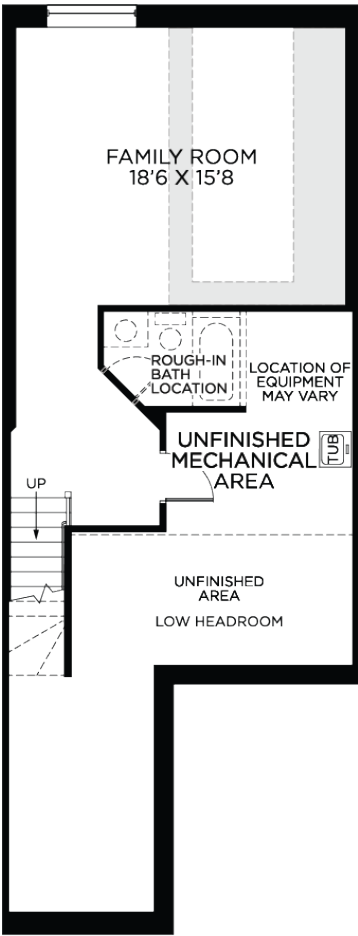 FAMILY ROOM
18'6 X 15'8
ROUGH-IN
BATH
LOCATION
LOCATION OF
EQUIPMENT
MAY VARY
UNFINISHED
MECHANICAL
AREA
TUB
UP
UNFINISHED
AREA
LOW HEADROOM